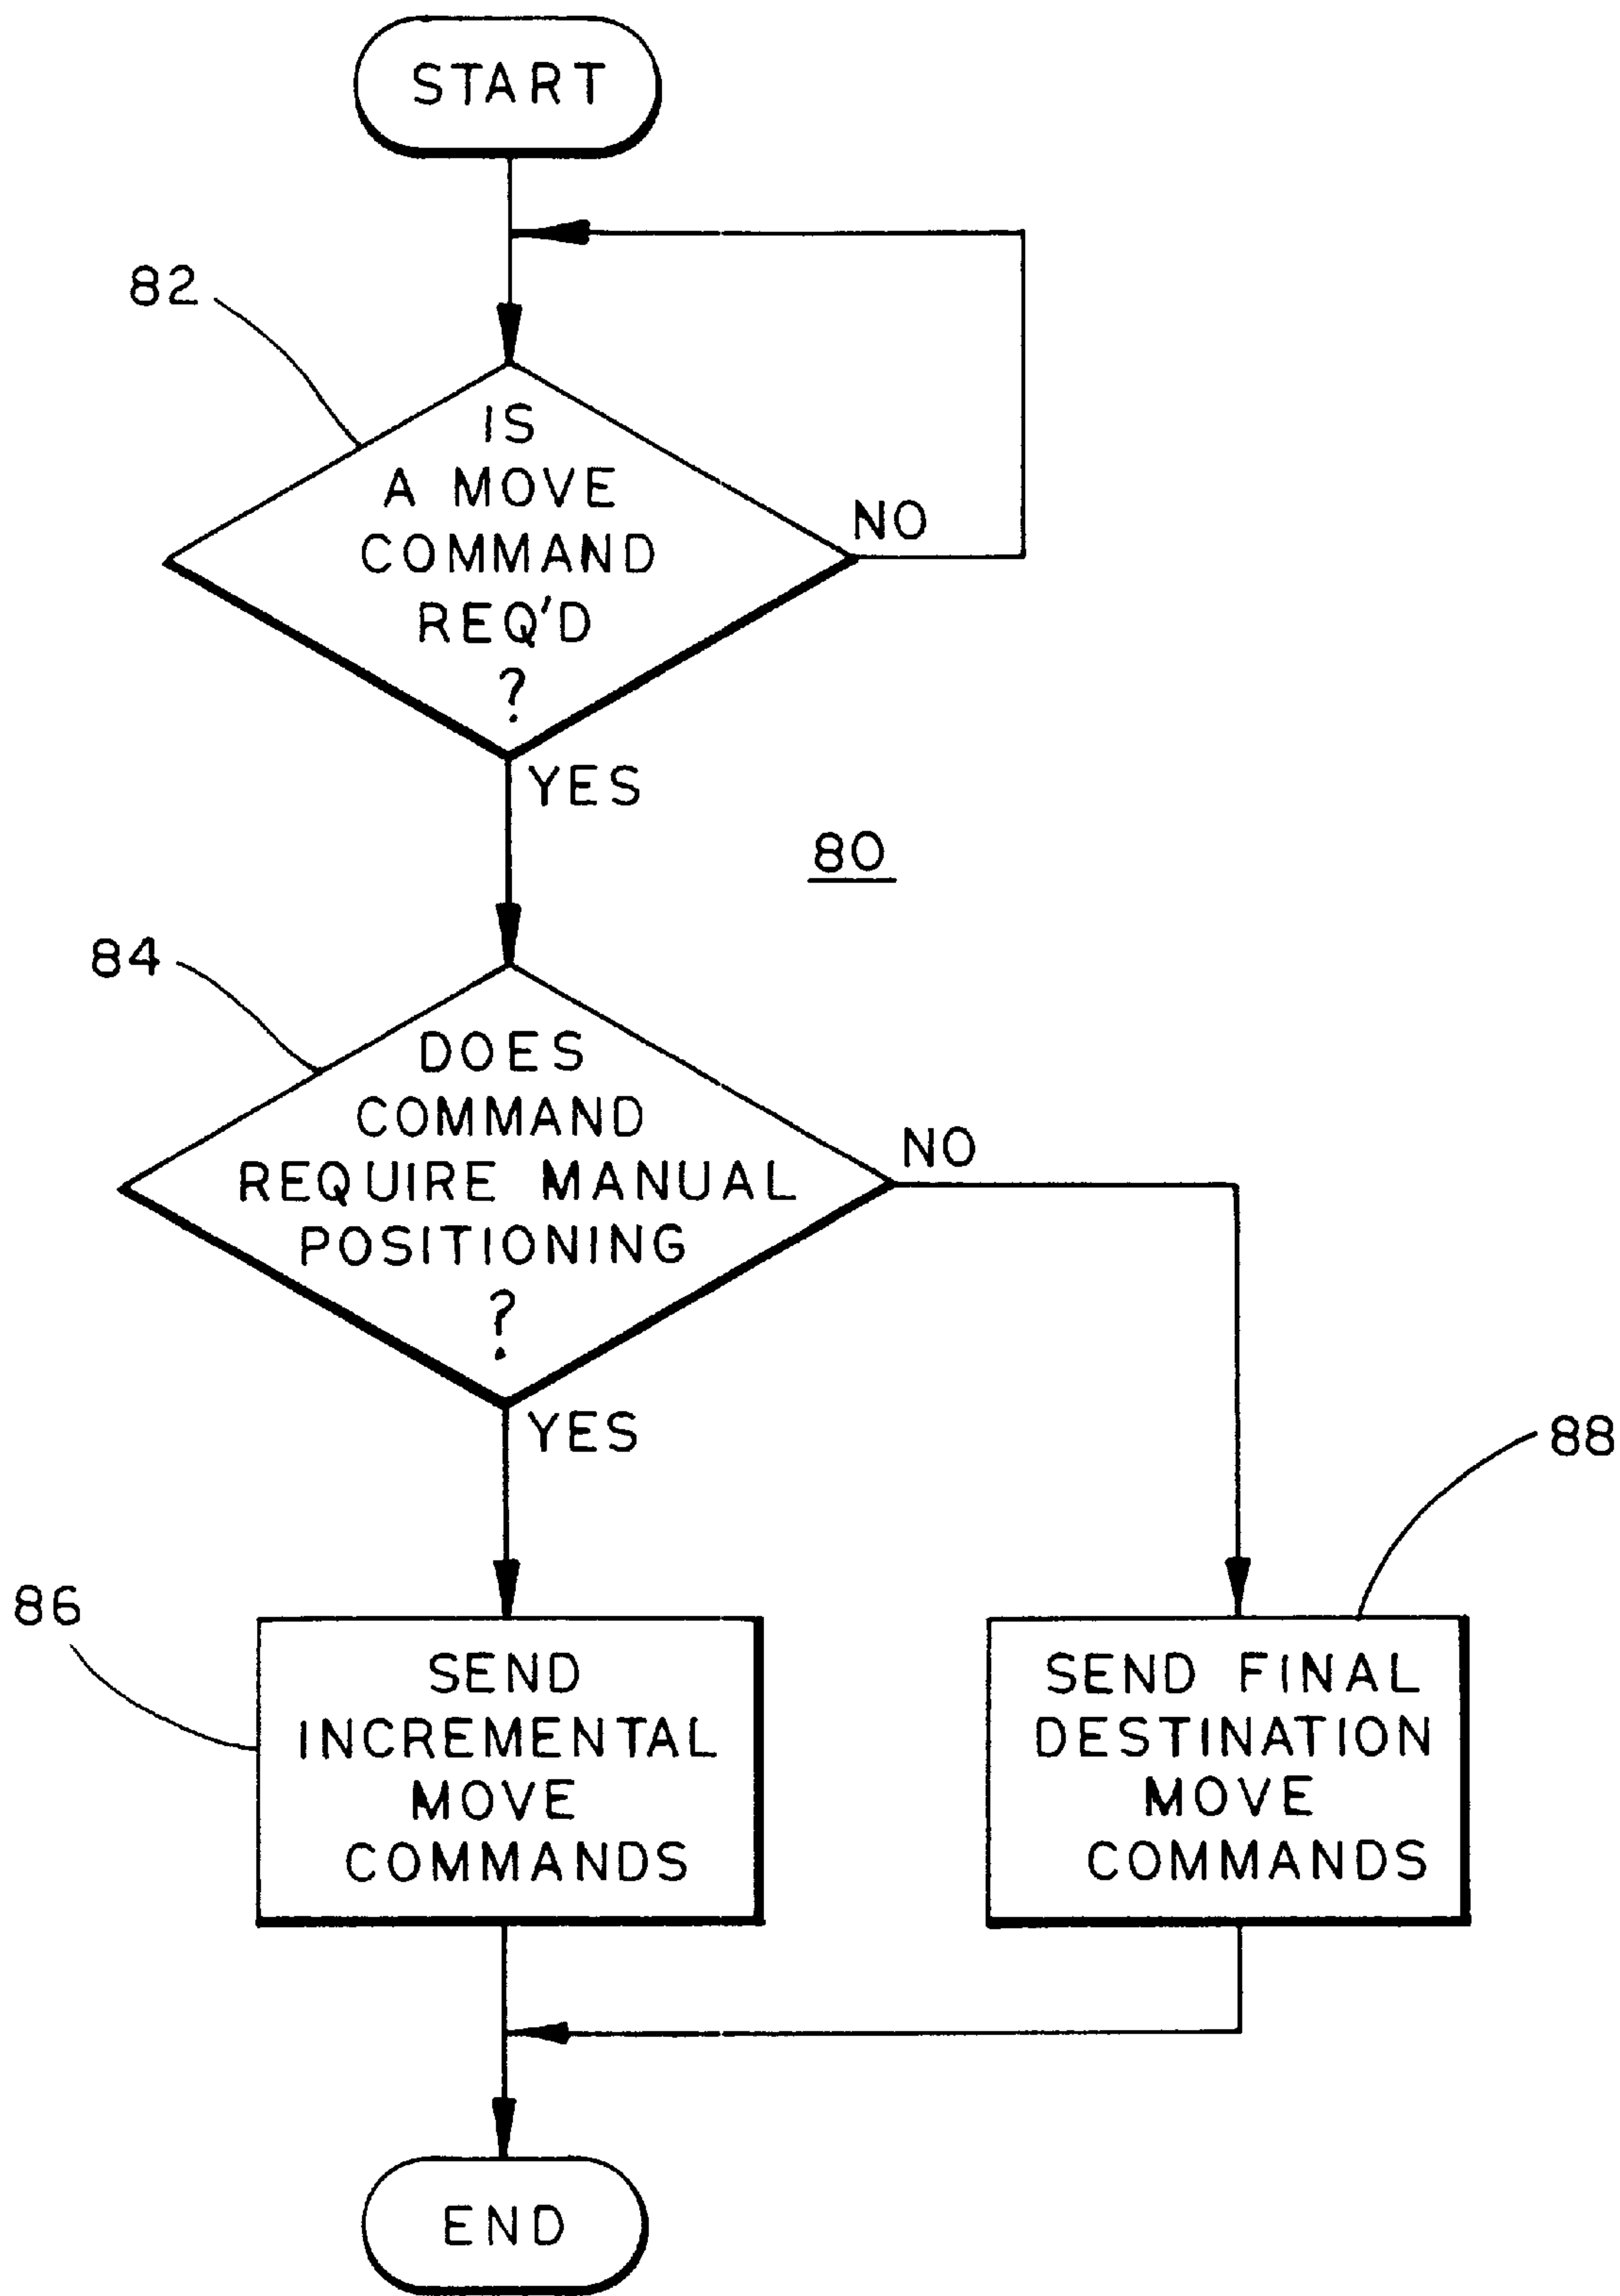 START
82
IS
A MOVE
COMMAND
REQ'D
?
NO
YES
80
84
DOES
COMMAND
REQUIRE MANUAL
POSITIONING
?
NO
YES
88
86
SEND
INCREMENTAL
MOVE
COMMANDS
SEND FINAL
DESTINATION
MOVE
COMMANDS
END